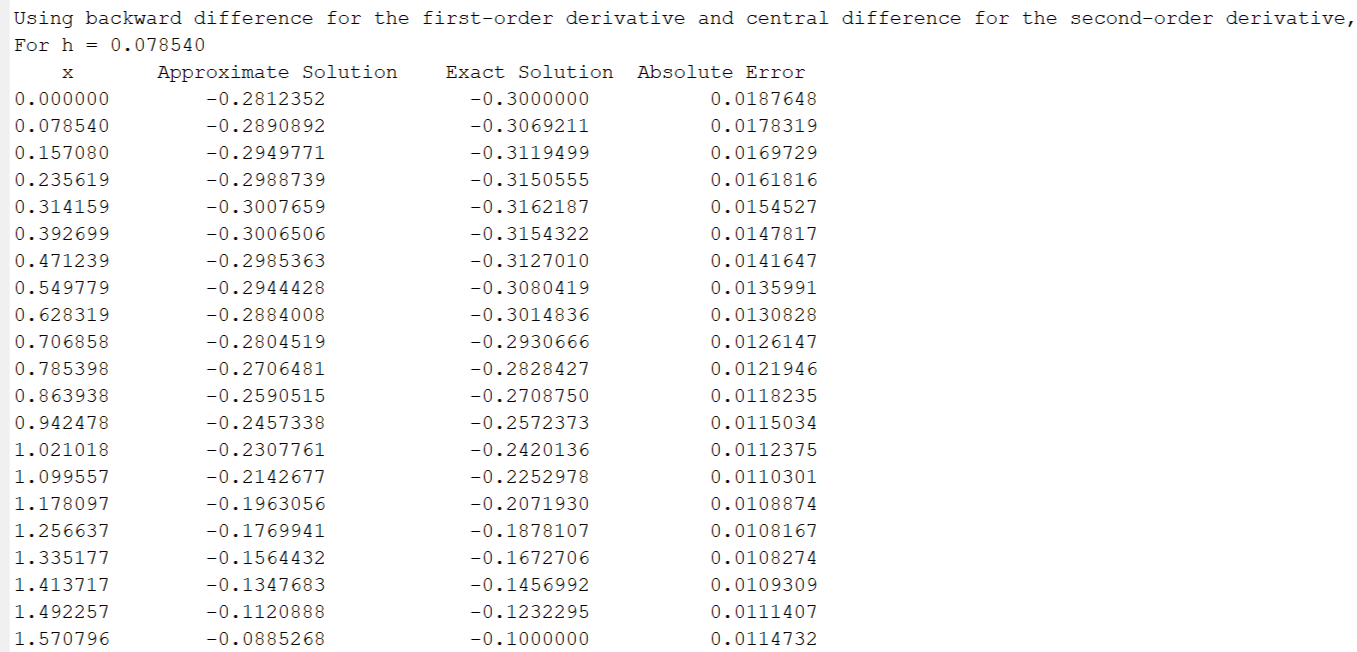 Using backward difference for the first-order derivative and central difference for the second-order derivative,
For h = 0.078540
x Approximate Solution Exact Solution Absolute Error
0.000000 -0.2812352 -0.3000000 0.0187648
0.078540 -0.2890892 -0.3069211 0.0178319
0.157080 -0.2949771 -0.3119499 0.0169729
0.235619 -0.2988739 -0.3150555 0.0161816
0.314159 -0.3007659 -0.3162187 0.0154527
0.392699 -0.3006506 -0.3154322 0.0147817
0.471239 -0.2985363 -0.3127010 0.0141647
0.549779 -0.2944428 -0.3080419 0.0135991
0.628319 -0.2884008 -0.3014836 0.0130828
0.706858 -0.2804519 -0.2930666 0.0126147
0.785398 -0.2706481 -0.2828427 0.0121946
0.863938 -0.2590515 -0.2708750 0.0118235
0.942478 -0.2457338 -0.2572373 0.0115034
1.021018 -0.2307761 -0.2420136 0.0112375
1.099557 -0.2142677 -0.2252978 0.0110301
1.178097 -0.1963056 -0.2071930 0.0108874
1.256637 -0.1769941 -0.1878107 0.0108167
1.335177 -0.1564432 -0.1672706 0.0108274
1.413717 -0.1347683 -0.1456992 0.0109309
1.492257 -0.1120888 -0.1232295 0.0111407
1.570796 -0.0885268 -0.1000000 0.0114732